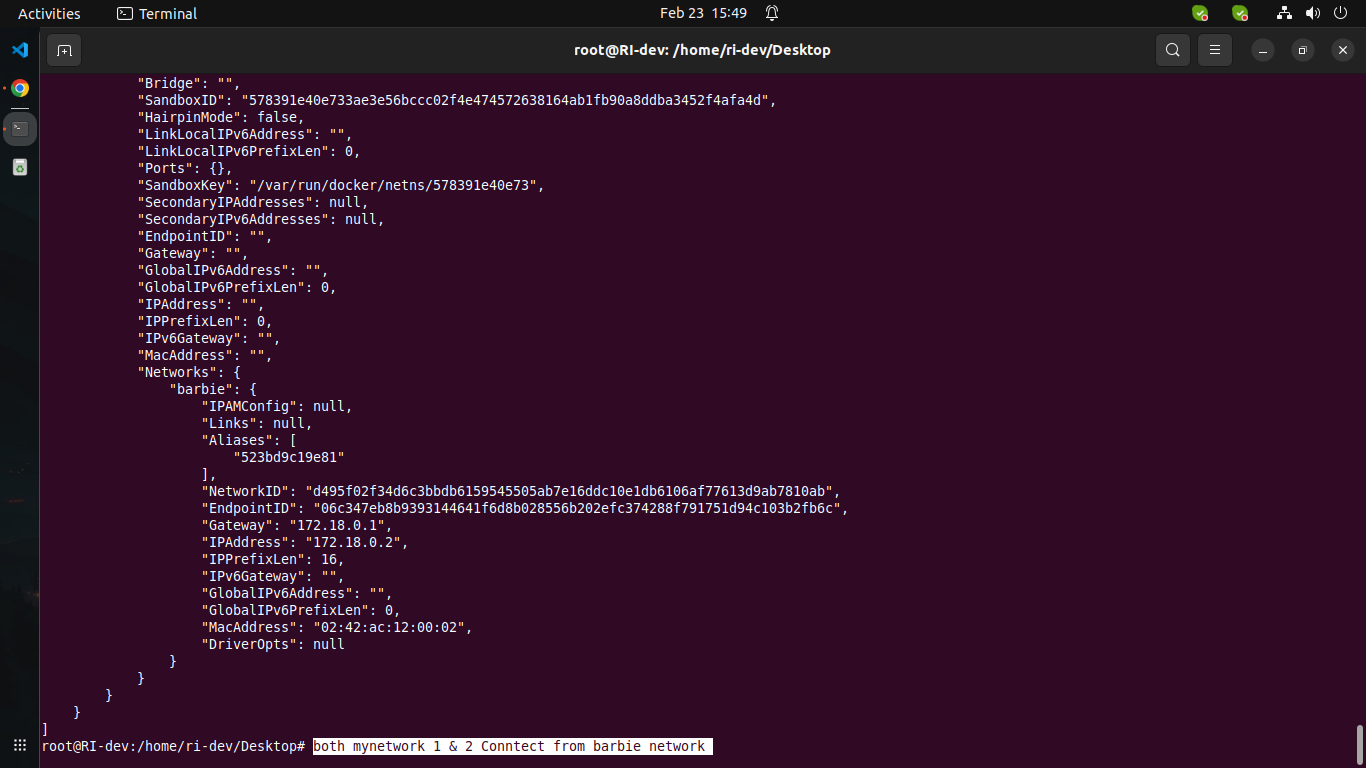 Activities Terminal Feb 23 15:49
root@RI-dev: /home/ri-dev/Desktop
"Bridge": "",
"SandboxID": "578391e40e733ae3e56bccc02f4e474572638164ab1fb90a8ddba3452f4afa4d",
"HairpinMode": false,
"LinkLocalIPv6Address": "",
"LinkLocalIPv6PrefixLen": 0,
"Ports": {},
"SandboxKey": "/var/run/docker/netns/578391e40e73",
"SecondaryIPAddresses": null,
"SecondaryIPv6Addresses": null,
"EndpointID": "",
"Gateway": "",
"GlobalIPv6Address": "",
"GlobalIPv6PrefixLen": 0,
"IPAddress": "",
"IPPrefixLen": 0,
"IPv6Gateway": "",
"MacAddress": "",
"Networks": {
"barbie": {
"IPAMConfig": null,
"Links": null,
"Aliases": [
"523bd9c19e81"
],
"NetworkID": "d495f02f34d6c3bbdb6159545505ab7e16ddc10e1db6106af77613d9ab7810ab",
"EndpointID": "06c347eb8b9393144641f6d8b028556b202efc374288f791751d94c103b2fb6c",
"Gateway": "172.18.0.1",
"IPAddress": "172.18.0.2",
"IPPrefixLen": 16,
"IPv6Gateway": "",
"GlobalIPv6Address": "",
"GlobalIPv6PrefixLen": 0,
"MacAddress": "02:42:ac:12:00:02",
"DriverOpts": null
}
}
}
}
]
root@RI-dev:/home/ri-dev/Desktop# both mynetwork 1 & 2 Conntect from barbie network